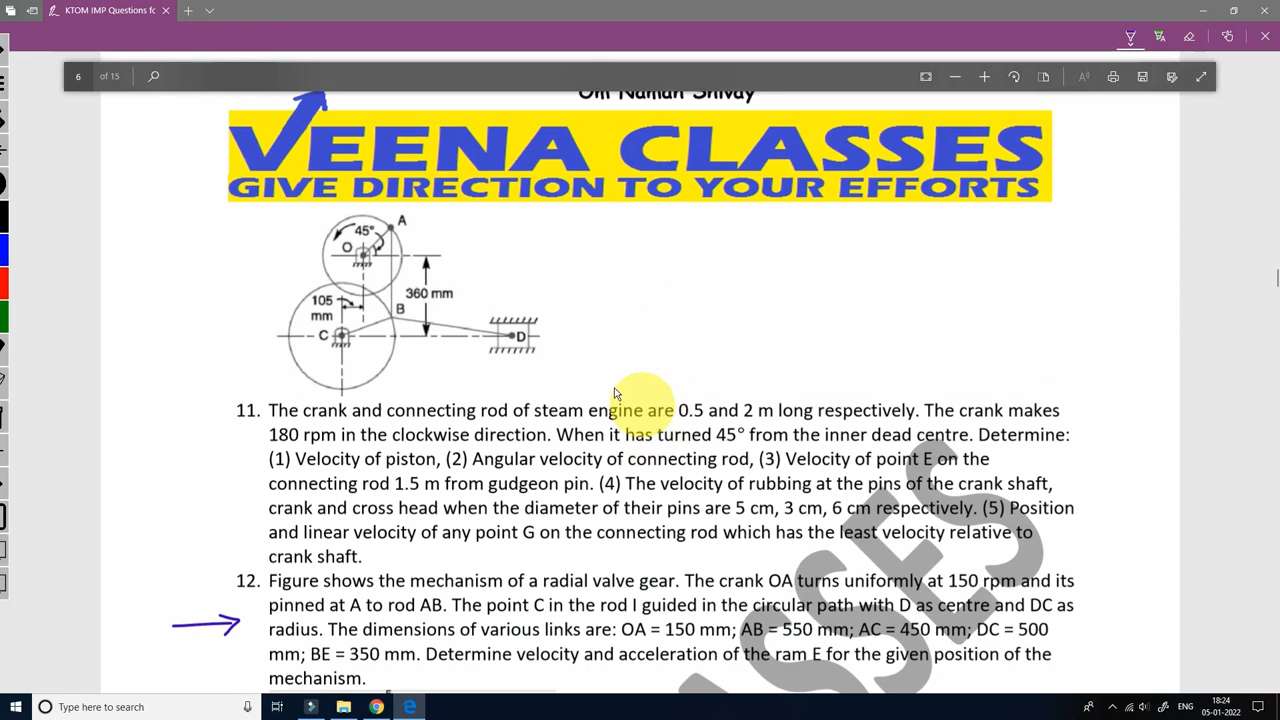 KTOM IMP Questions fo
6 of 15
Om Namah Shivay
VEENA CLASSES
GIVE DIRECTION TO YOUR EFFORTS
A
45°
O
105
mm
360 mm
B
C
D
11. The crank and connecting rod of steam engine are 0.5 and 2 m long respectively. The crank makes
180 rpm in the clockwise direction. When it has turned 45° from the inner dead centre. Determine:
(1) Velocity of piston, (2) Angular velocity of connecting rod, (3) Velocity of point E on the
connecting rod 1.5 m from gudgeon pin. (4) The velocity of rubbing at the pins of the crank shaft,
crank and cross head when the diameter of their pins are 5 cm, 3 cm, 6 cm respectively. (5) Position
and linear velocity of any point G on the connecting rod which has the least velocity relative to
crank shaft.
12. Figure shows the mechanism of a radial valve gear. The crank OA turns uniformly at 150 rpm and its
pinned at A to rod AB. The point C in the rod I guided in the circular path with D as centre and DC as
radius. The dimensions of various links are: OA = 150 mm; AB = 550 mm; AC = 450 mm; DC = 500
mm; BE = 350 mm. Determine velocity and acceleration of the ram E for the given position of the
mechanism.
ASSES
Type here to search
ENG
18:24
05-01-2022